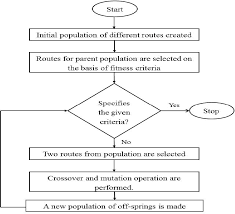 Start
Initial population of different routes created
Routes for parent population are selected on
the basis of fitness criteria
Specifies
the given
criteria?
Yes
Stop
No
Two routes from population are selected
Crossover and mutation operation are
performed.
A new population of off-springs is made